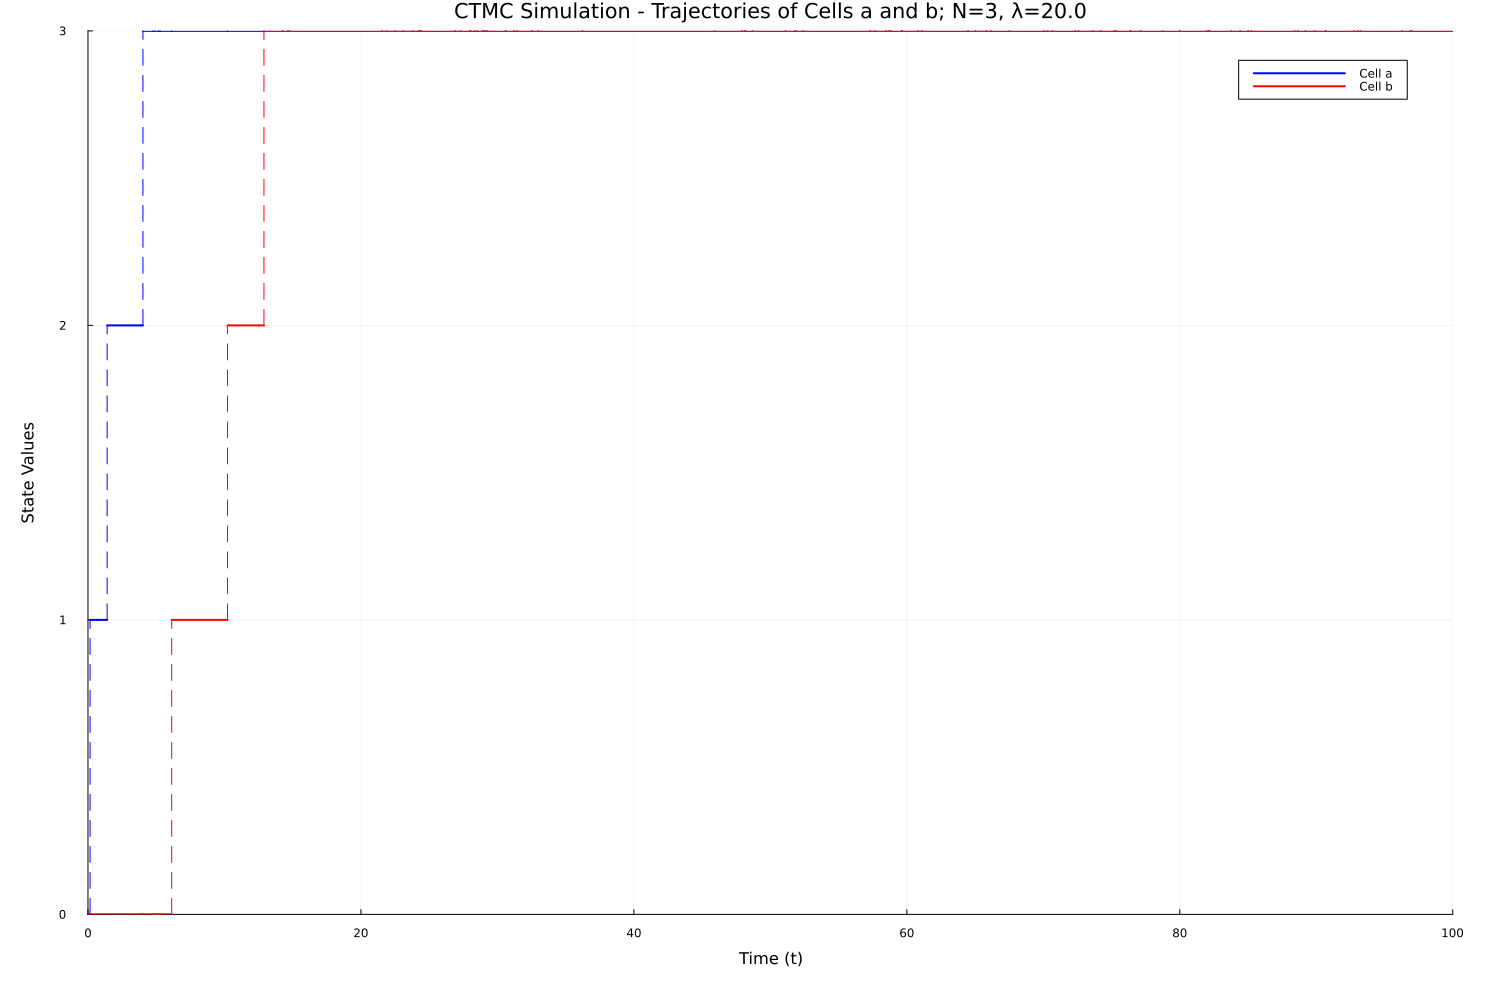 CTMC Simulation - Trajectories of Cells a and b; N=3, λ=20.0
3
Cell a
Cell b
2
State Values
1
0
0 20 40 60 80 100
Time (t)